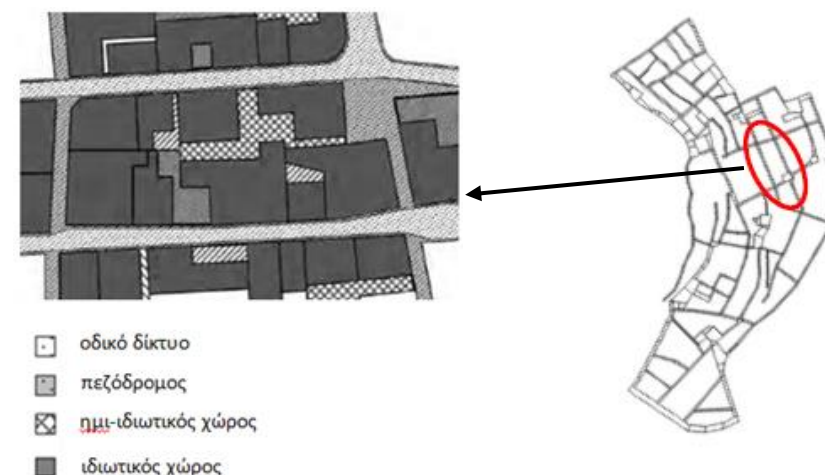 οδικό δίκτυο
πεζόδρομος
ημι-ιδιωτικός χώρος
ιδιωτικός χώρος